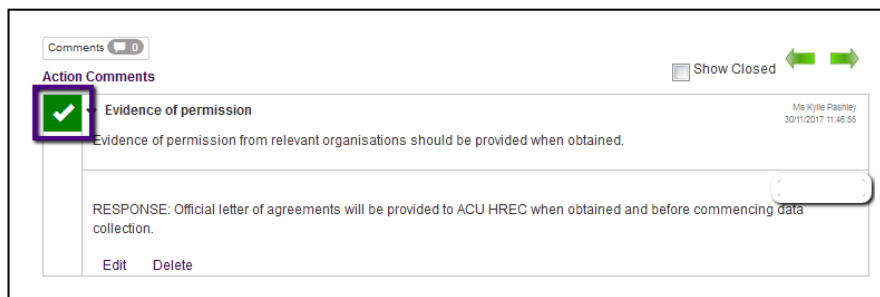 Comments 0
Action Comments
Show Closed
Evidence of permission
Ms Kylie Pashley
30/11/2017 11:46:55
Evidence of permission from relevant organisations should be provided when obtained.
RESPONSE: Official letter of agreements will be provided to ACU HREC when obtained and before commencing data
collection.
Edit Delete